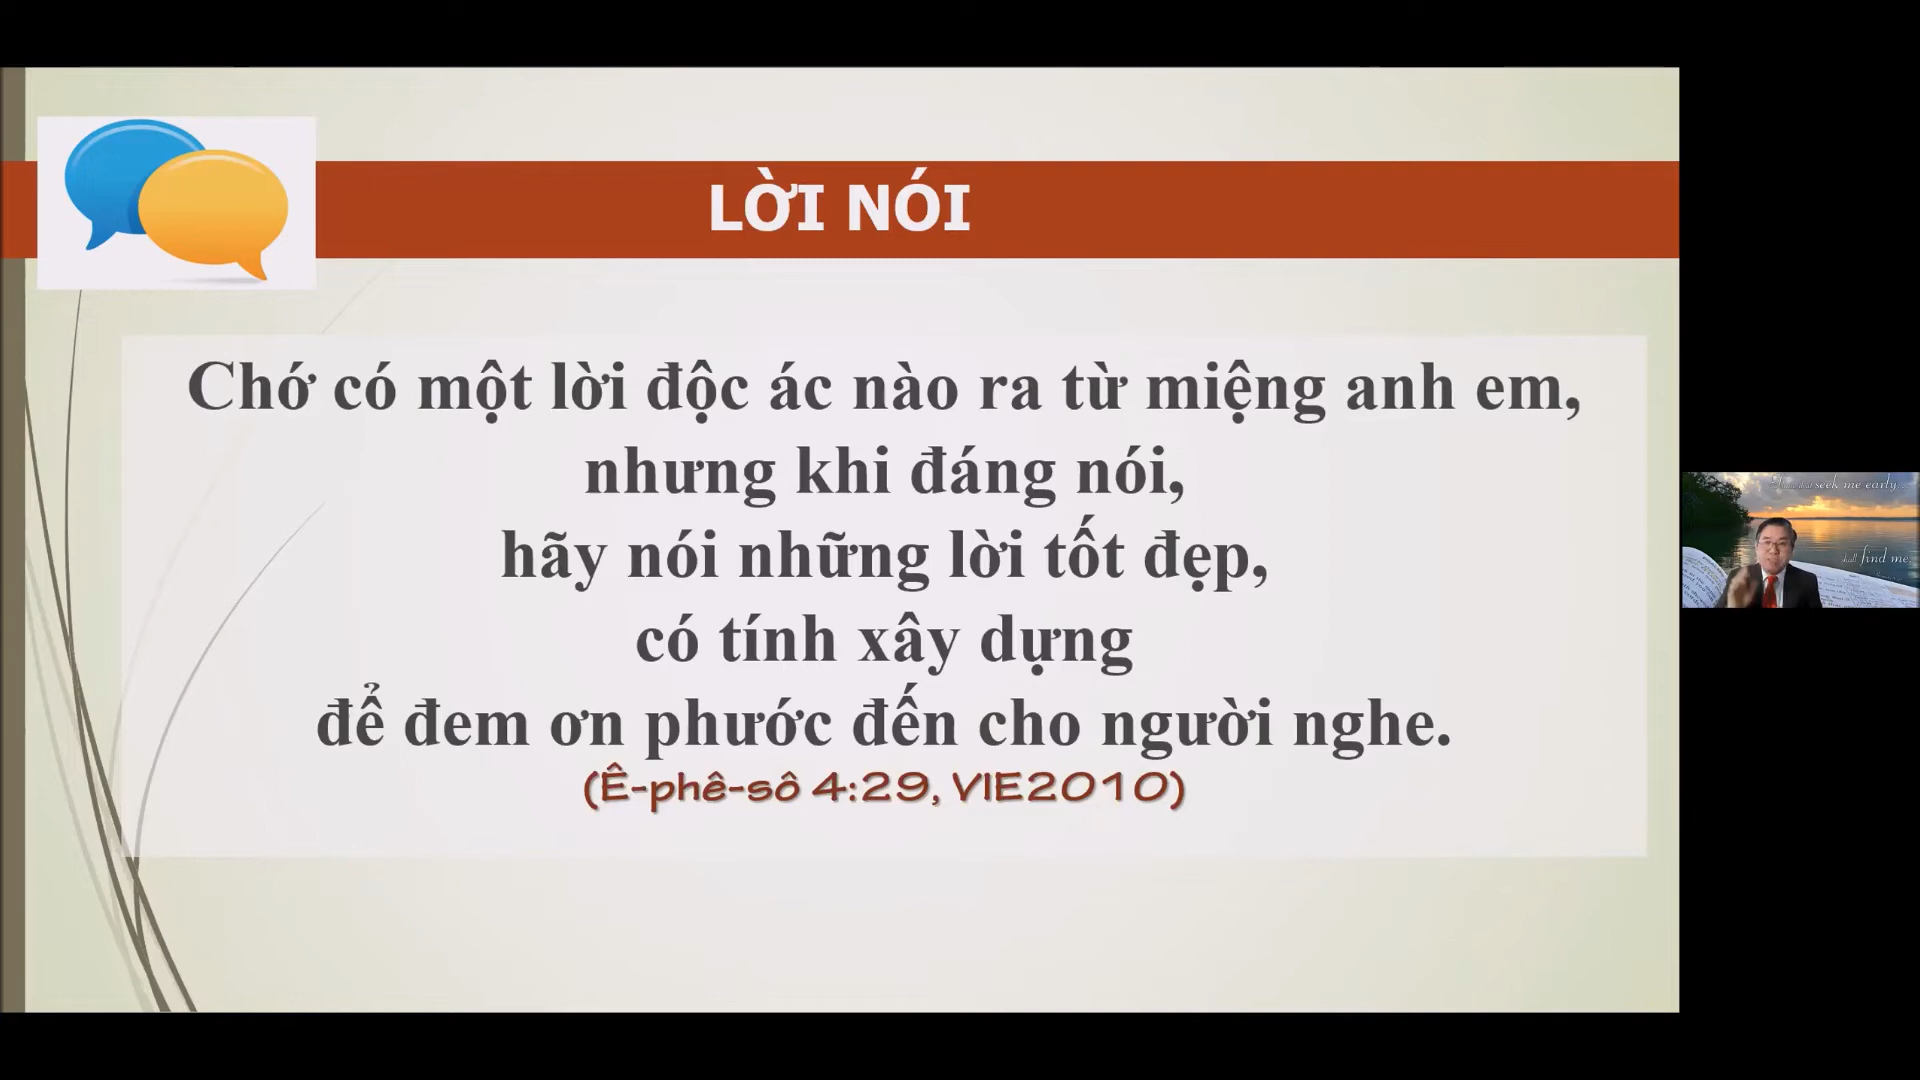 LỜI NÓI
Chớ có một lời độc ác nào ra từ miệng anh em,
nhưng khi đáng nói,
hãy nói những lời tốt đẹp,
có tính xây dựng
để đem ơn phước đến cho người nghe.
(Ê-phê-sô 4:29, VIE2010)
seek me early...
shall find me